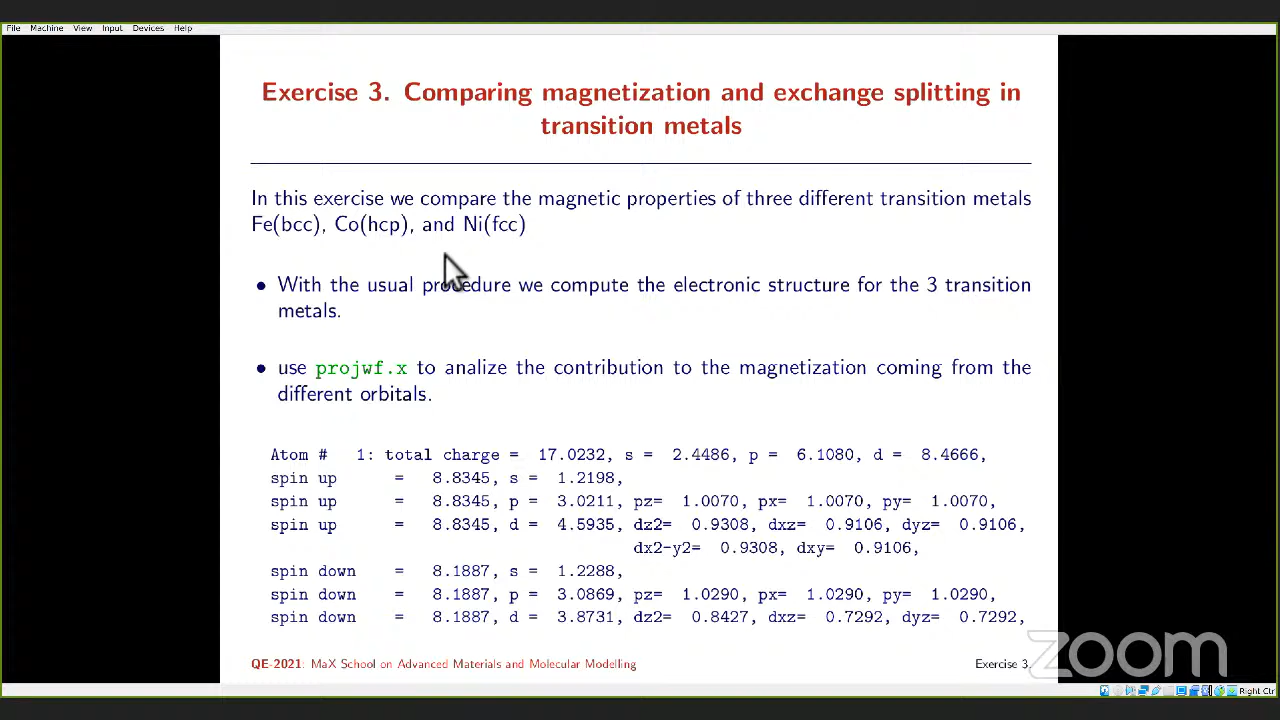 File Machine View Input Devices Help
Exercise 3. Comparing magnetization and exchange splitting in
transition metals
In this exercise we compare the magnetic properties of three different transition metals
Fe(bcc), Co(hcp), and Ni(fcc)
• With the usual procedure we compute the electronic structure for the 3 transition
metals.
• use projwf.x to analize the contribution to the magnetization coming from the
different orbitals.
Atom # 1: total charge = 17.0232, s = 2.4486, p = 6.1080, d = 8.4666,
spin up = 8.8345, s = 1.2198,
spin up = 8.8345, p = 3.0211, pz= 1.0070, px= 1.0070, py= 1.0070,
spin up = 8.8345, d = 4.5935, dz2= 0.9308, dxz= 0.9106, dyz= 0.9106,
dx2-y2= 0.9308, dxy= 0.9106,
spin down = 8.1887, s = 1.2288,
spin down = 8.1887, p = 3.0869, pz= 1.0290, px= 1.0290, py= 1.0290,
spin down = 8.1887, d = 3.8731, dz2= 0.8427, dxz= 0.7292, dyz= 0.7292,
QE-2021: MaX School on Advanced Materials and Molecular Modelling
Exercise 3.
zoom
Right Ctr